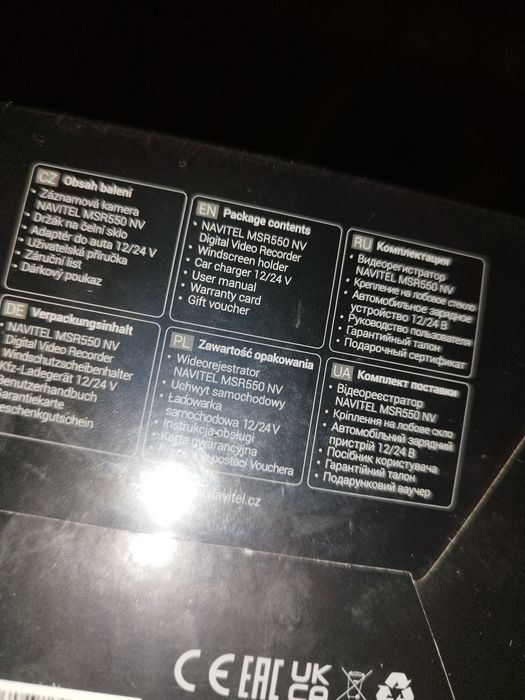 CZ Obsah balení
• Záznamová kamera
NAVITEL MSR550 NV
• Držák na čelní sklo
• Adaptér do auta 12/24 V
• Uživatelská příručka
• Záruční list
• Dárkový poukaz
EN Package contents
• NAVITEL MSR550 NV
Digital Video Recorder
• Windscreen holder
• Car charger 12/24 V
• User manual
• Warranty card
• Gift voucher
RU Комплектация
• Видеорегистратор
NAVITEL MSR550 NV
• Крепление на лобовое стекло
• Автомобильное зарядное
устройство 12/24 В
• Руководство пользователя
• Гарантийный талон
• Подарочный сертификат
DE Verpackungsinhalt
• NAVITEL MSR550 NV
Digital Video Recorder
Windschutzscheibenhalter
Kfz-Ladegerät 12/24 V
Benutzerhandbuch
Garantiekarte
Geschenkgutschein
PL Zawartość opakowania
• Wideorejestrator
NAVITEL MSR550 NV
• Uchwyt samochodowy
• Ładowarka
samochodowa 12/24 V
• Instrukcja obsługi
• Karta gwarancyjna
w postaci Vouchera
UA Комплект поставки
• Відеореєстратор
NAVITEL MSR550 NV
• Кріплення на лобове скло
• Автомобільний зарядний
пристрій 12/24 В
• Посібник користувача
• Гарантійний талон
• Подарунковий ваучер
www.navitel.cz
CE EAC UK
CA